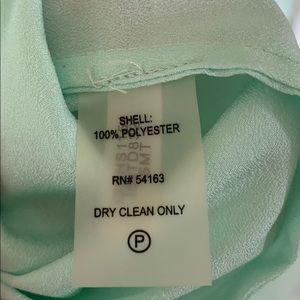 SHELL:
100% POLYESTER
RN# 54163
DRY CLEAN ONLY
P